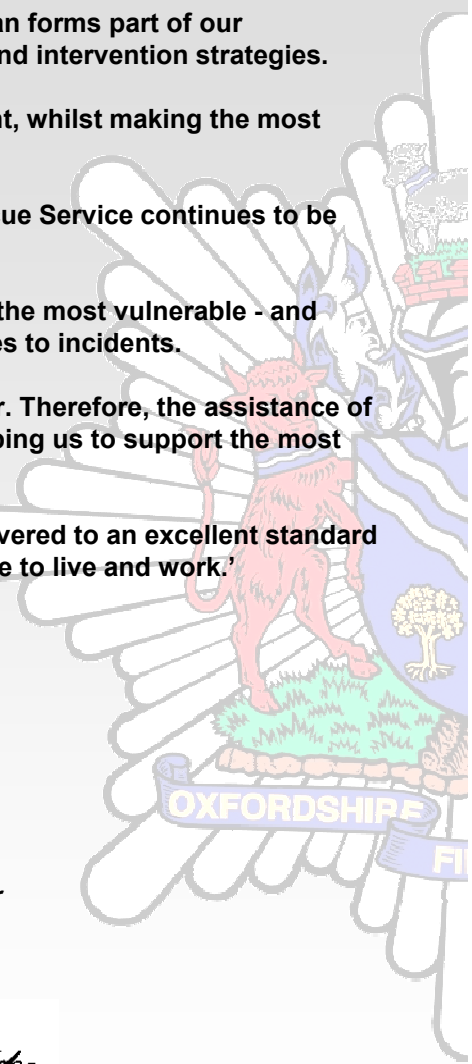 an forms part of our
nd intervention strategies.
t, whilst making the most
ue Service continues to be
the most vulnerable - and
es to incidents.
r. Therefore, the assistance of
ping us to support the most
vered to an excellent standard
e to live and work.’
OXFORDSHIRE
FI